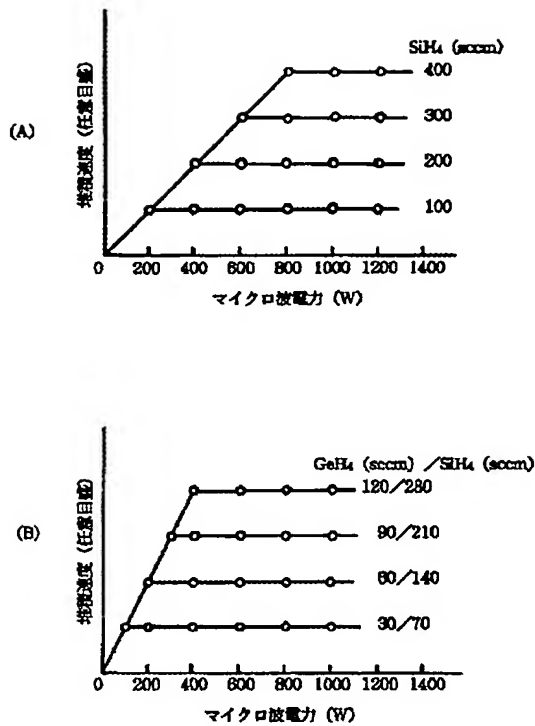 (A)
堆積速度 (任意目盛)
SiH₄ (sccm)
400
300
200
100
0 200 400 600 800 1000 1200 1400
マイクロ波電力 (W)
(B)
堆積速度 (任意目盛)
GeH₄ (sccm) /SiH₄ (sccm)
120/280
90/210
60/140
30/70
0 200 400 600 800 1000 1200 1400
マイクロ波電力 (W)